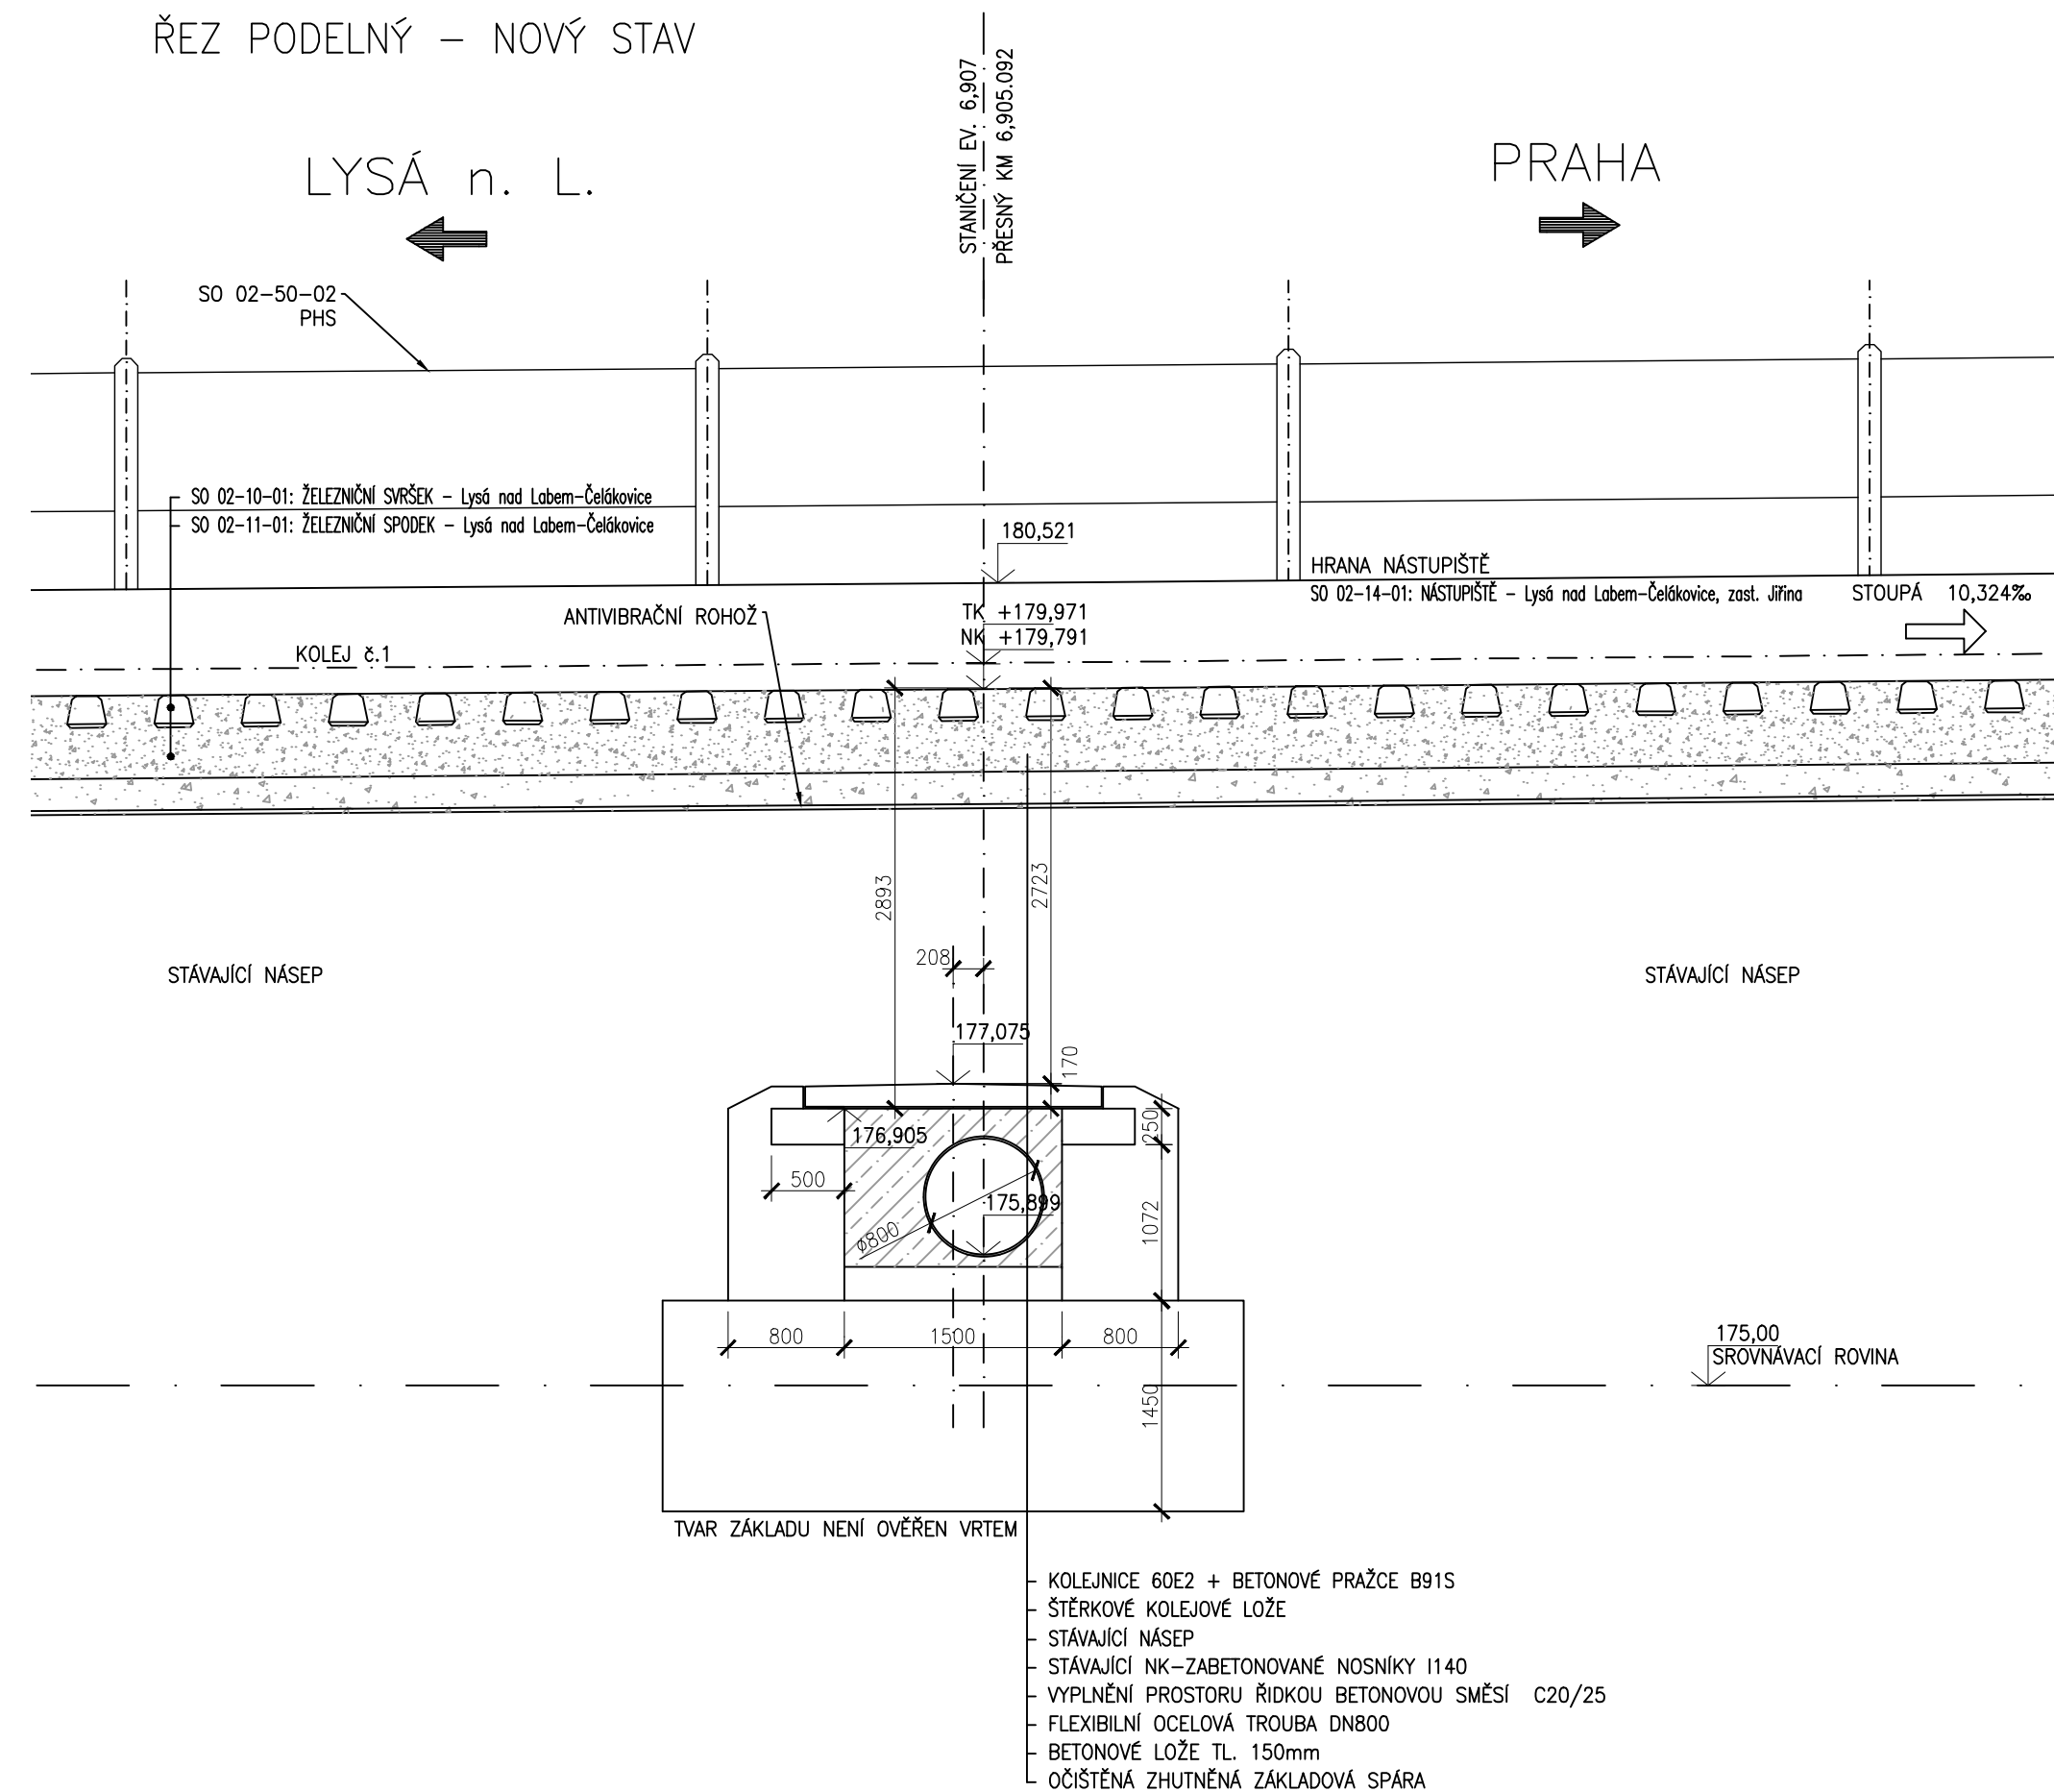 ŘEZ PODELNÝ – NOVÝ STAV
STANIČENÍ EV. 6,907
PŘESNÝ KM 6,905.092
LYSÁ n. L.
PRAHA
SO 02-50-02
PHS
SO 02-10-01: ŽELEZNIČNÍ SVRŠEK – Lysá nad Labem-Čelákovice
SO 02-11-01: ŽELEZNIČNÍ SPODEK – Lysá nad Labem-Čelákovice
180,521
HRANA NÁSTUPIŠTĚ
SO 02-14-01: NÁSTUPIŠTĚ – Lysá nad Labem-Čelákovice, zast. Jiřina
STOUPÁ 10,324‰
ANTIVIBRAČNÍ ROHOŽ
TK +179,971
NK +179,791
KOLEJ č.1
2893
2723
208
STÁVAJÍCÍ NÁSEP
STÁVAJÍCÍ NÁSEP
177,075
170
176,905
250
500
175,899
ø800
1072
800
1500
800
175,00
SROVNÁVACÍ ROVINA
1450
TVAR ZÁKLADU NENÍ OVĚŘEN VRTEM
KOLEJNICE 60E2 + BETONOVÉ PRAŽCE B91S
ŠTĚRKOVÉ KOLEJOVÉ LOŽE
STÁVAJÍCÍ NÁSEP
STÁVAJÍCÍ NK-ZABETONOVANÉ NOSNÍKY I140
VYPLNĚNÍ PROSTORU ŘIDKOU BETONOVOU SMĚSÍ C20/25
FLEXIBILNÍ OCELOVÁ TROUBA DN800
BETONOVÉ LOŽE TL. 150mm
OČIŠTĚNÁ ZHUTNĚNÁ ZÁKLADOVÁ SPÁRA